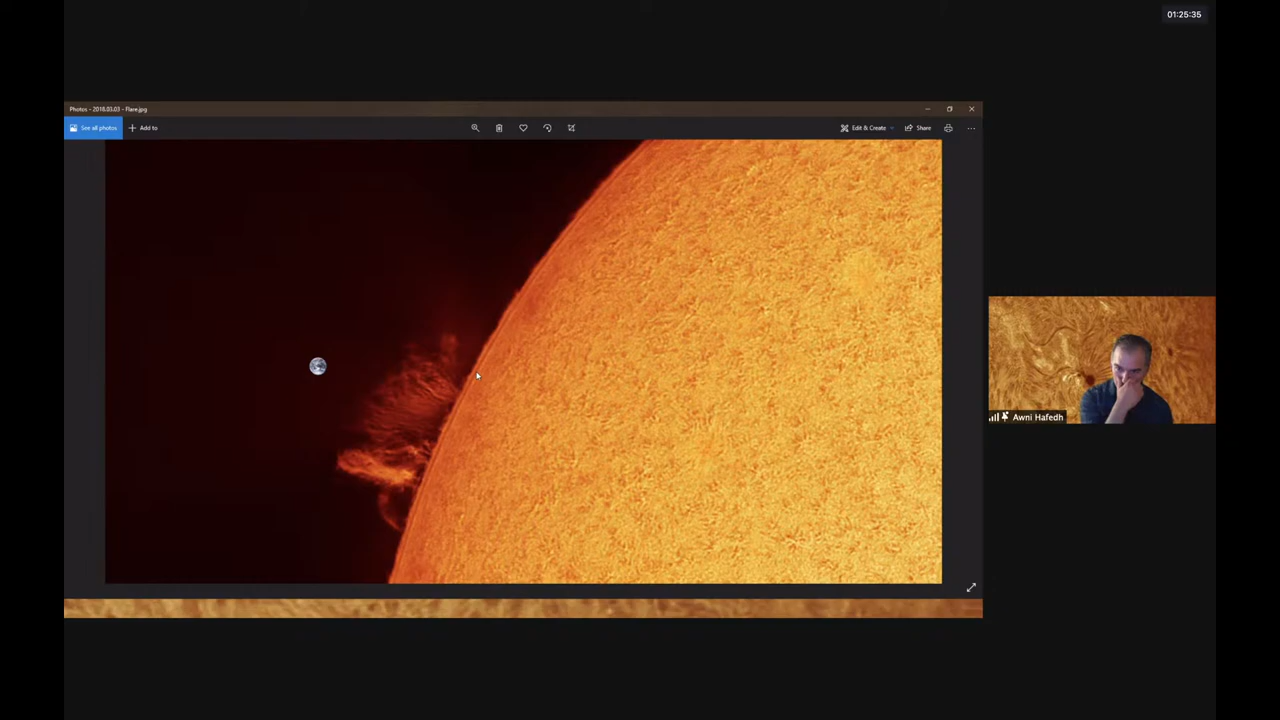 01:25:35
Photos - 2018.03.03 - Flare.jpg
See all photos
Add to
Edit & Create
Share
Awni Hafedh